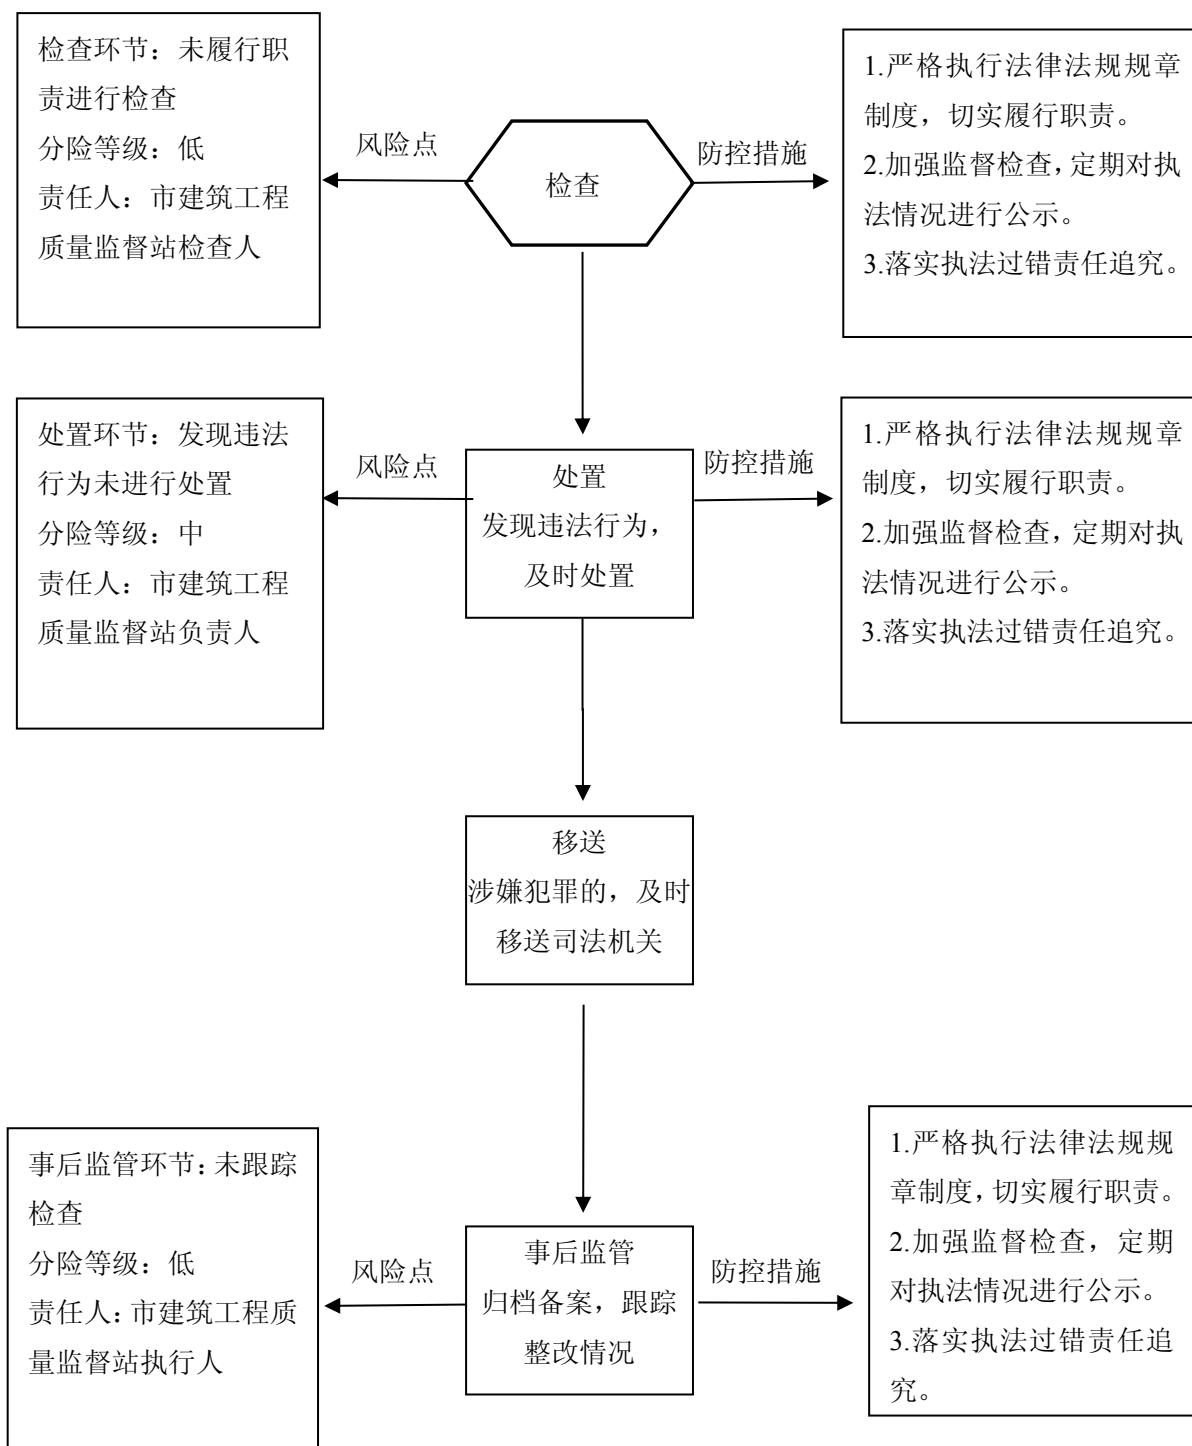 检查环节：未履行职
责进行检查
分险等级：低
责任人：市建筑工程
质量监督站检查人
风险点
检查
防控措施
1.严格执行法律法规规章
制度，切实履行职责。
2.加强监督检查，定期对执
法情况进行公示。
3.落实执法过错责任追究。
处置环节：发现违法
行为未进行处置
分险等级：中
责任人：市建筑工程
质量监督站负责人
风险点
处置
发现违法行为，
及时处置
防控措施
1.严格执行法律法规规章
制度，切实履行职责。
2.加强监督检查，定期对执
法情况进行公示。
3.落实执法过错责任追究。
移送
涉嫌犯罪的，及时
移送司法机关
事后监管环节：未跟踪
检查
分险等级：低
责任人：市建筑工程质
量监督站执行人
风险点
事后监管
归档备案，跟踪
整改情况
防控措施
1.严格执行法律法规规
章制度，切实履行职责。
2.加强监督检查，定期
对执法情况进行公示。
3.落实执法过错责任追
究。